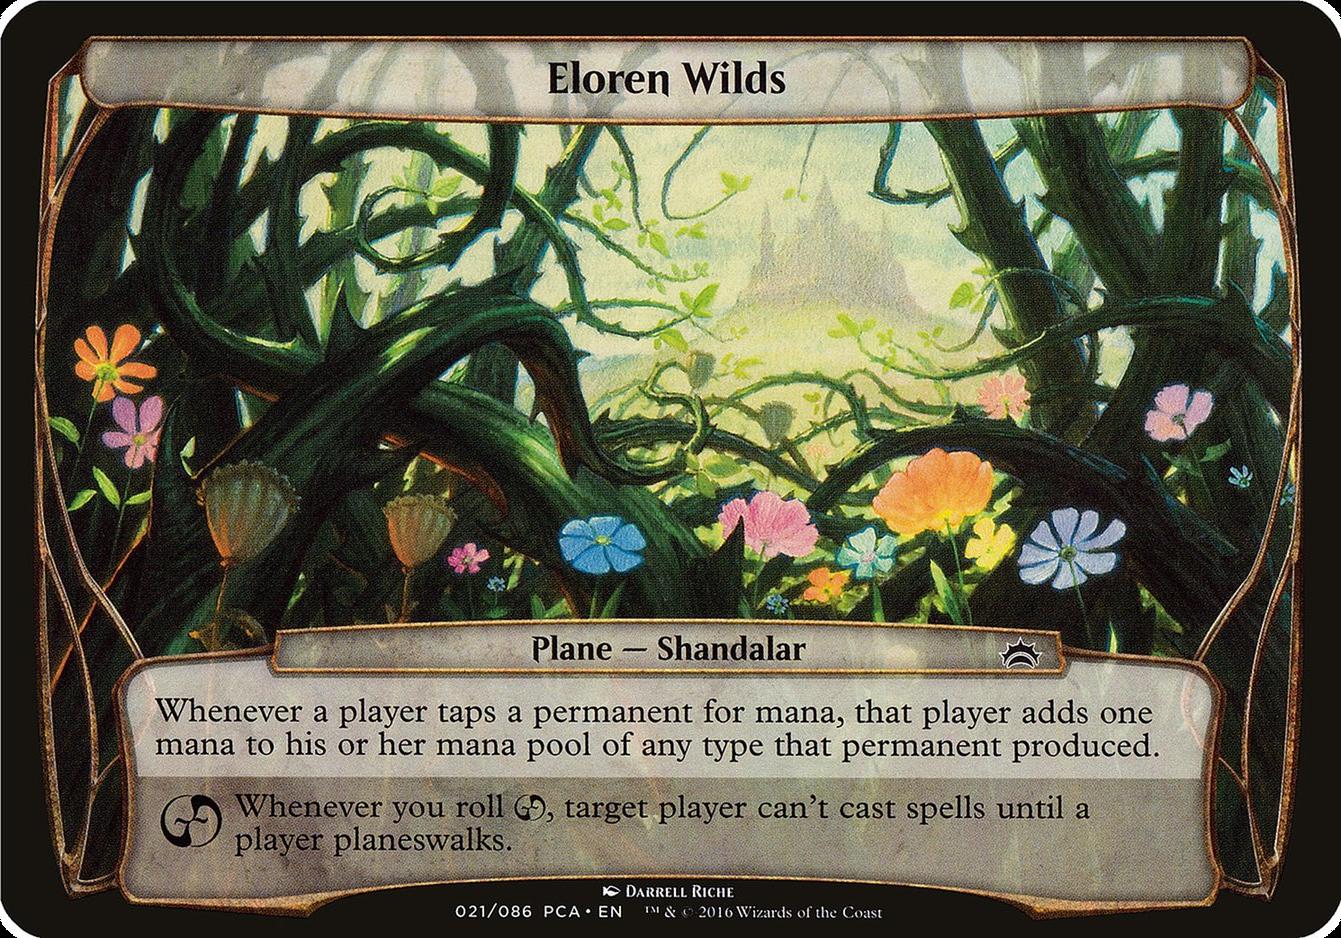 Eloren Wilds
Plane — Shandalar
Whenever a player taps a permanent for mana, that player adds one
mana to his or her mana pool of any type that permanent produced.
Whenever you roll , target player can't cast spells until a
player planeswalks.
Darrell Riche
021/086 PCA • EN ™ & © 2016 Wizards of the Coast